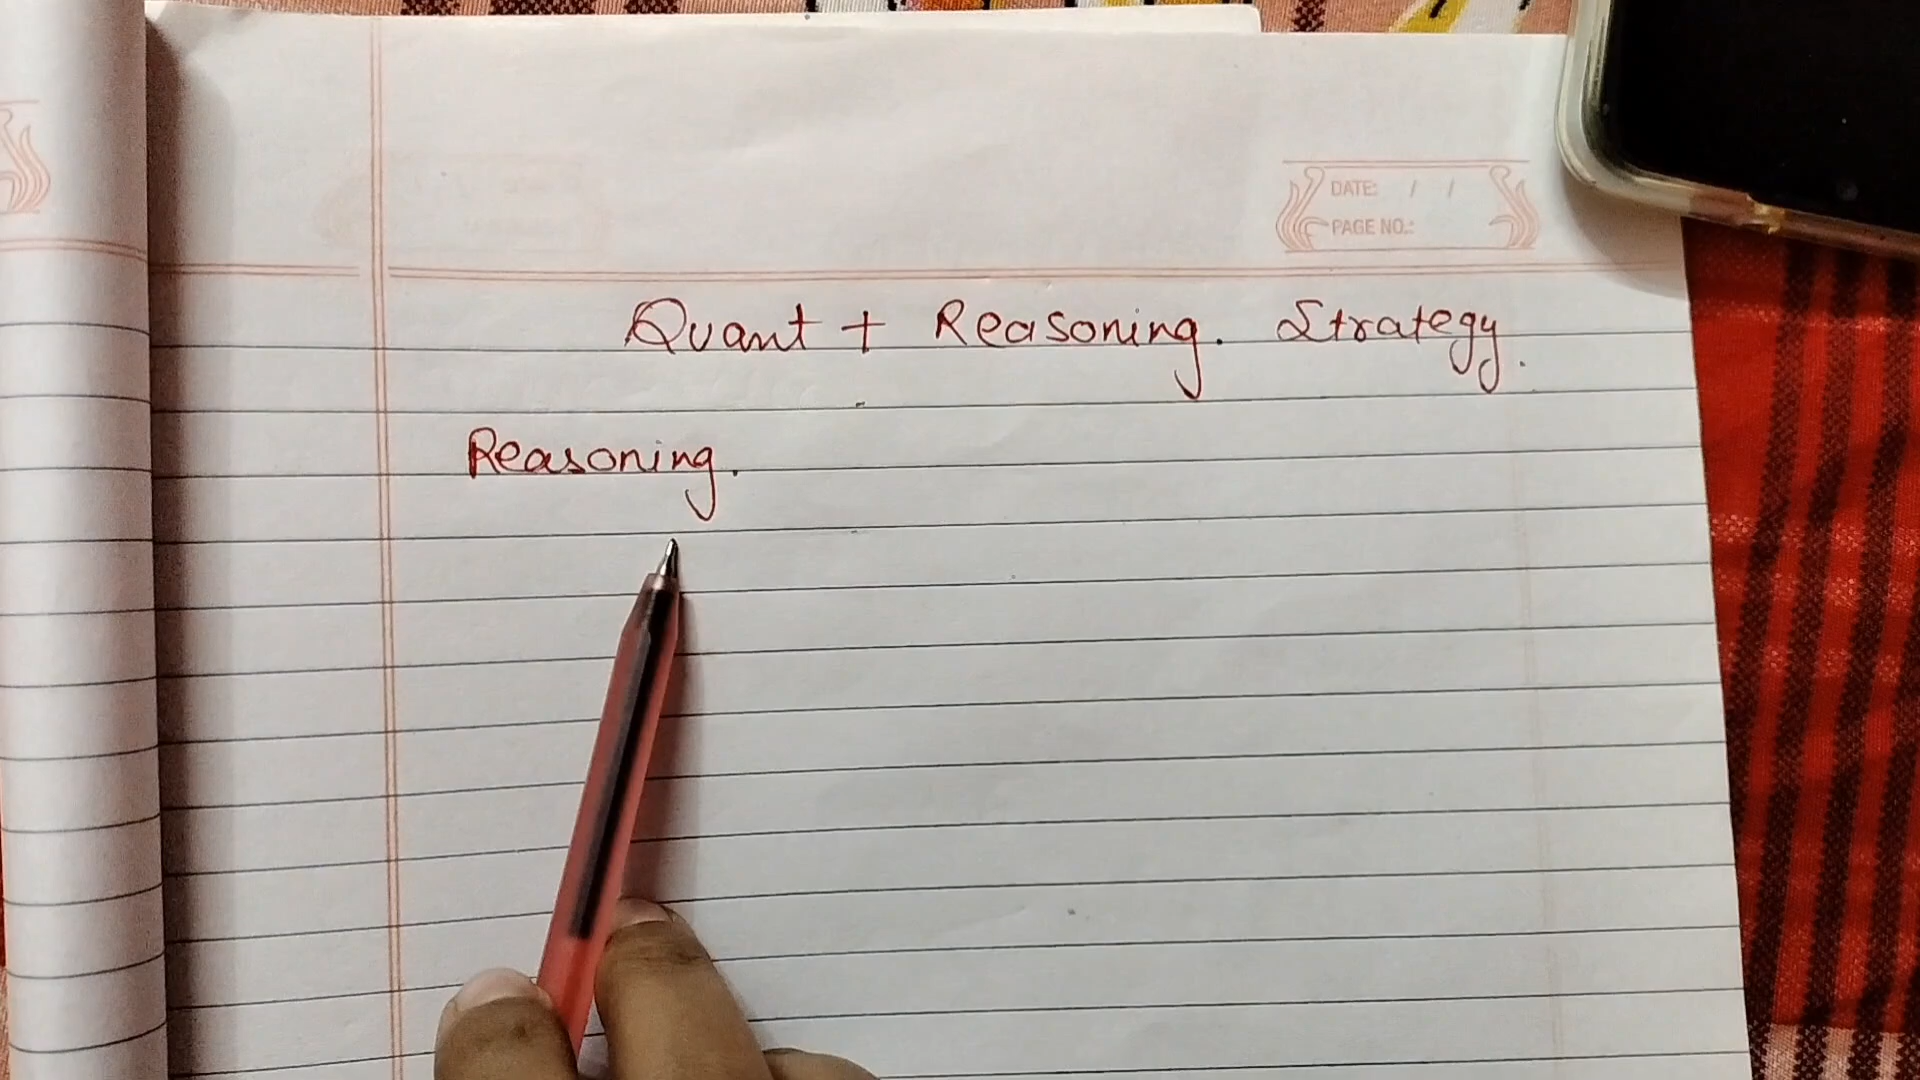 DATE: / /
PAGE NO.:
Quant + Reasoning. Strategy.
Reasoning.